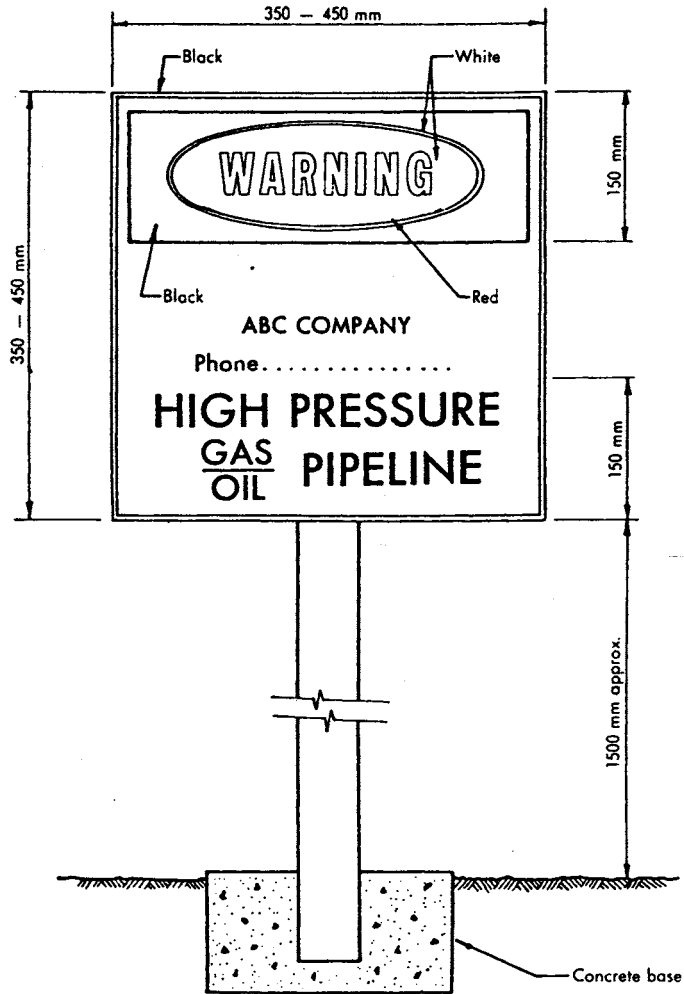 350 – 450 mm
Black
White
WARNING
150 mm
350 – 450 mm
Black
Red
ABC COMPANY
Phone...............
HIGH PRESSURE
GAS
OIL
PIPELINE
150 mm
1500 mm approx.
Concrete base